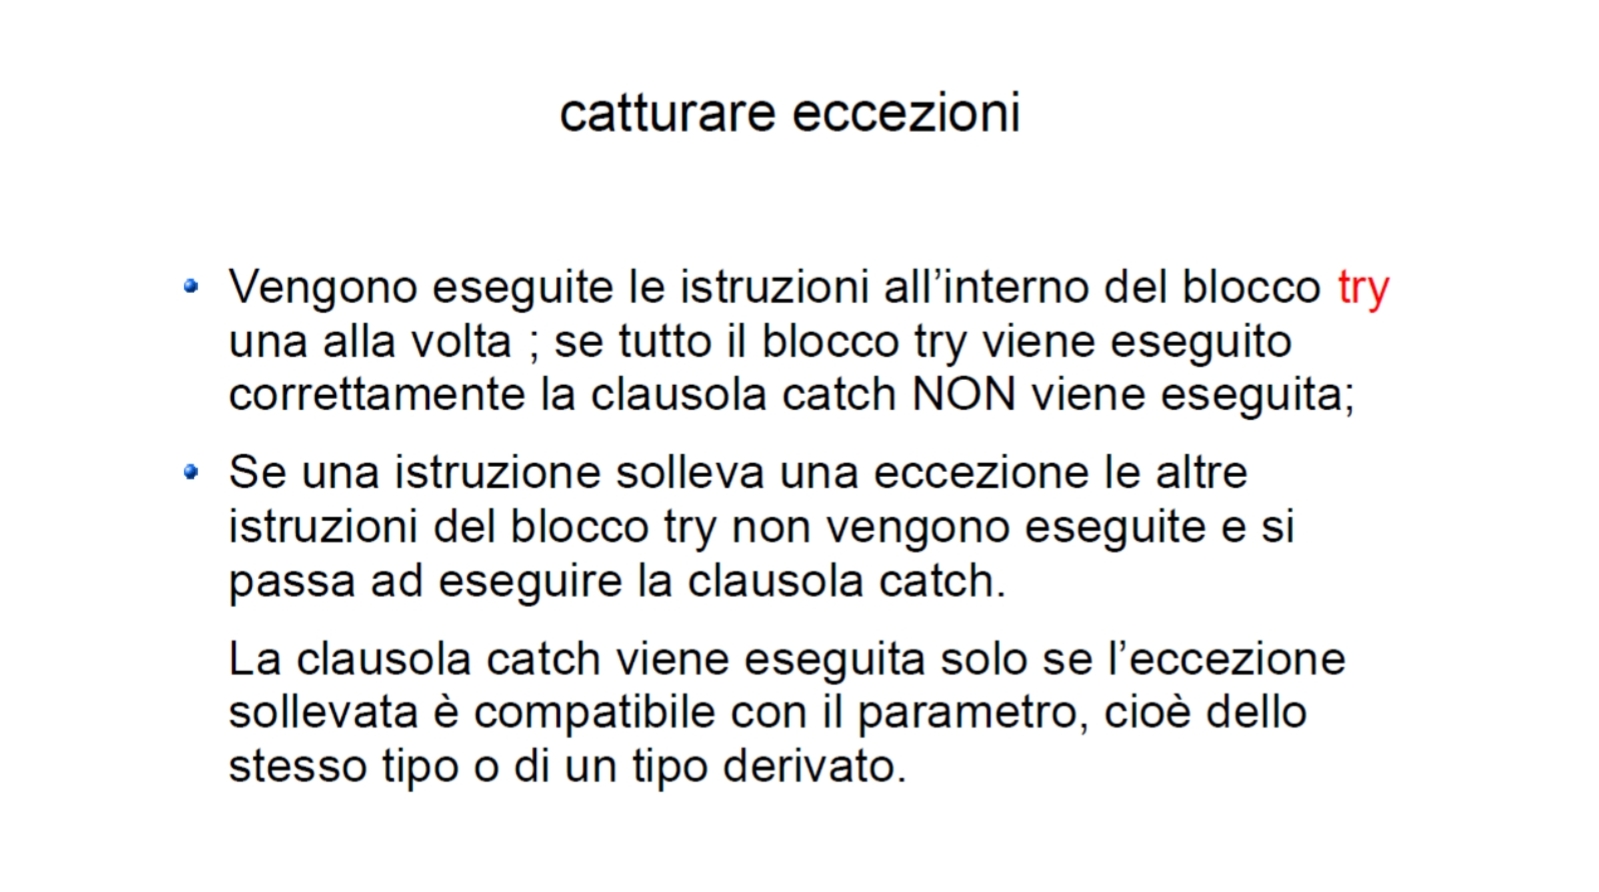 catturare eccezioni
Vengono eseguite le istruzioni all’interno del blocco try
una alla volta ; se tutto il blocco try viene eseguito
correttamente la clausola catch NON viene eseguita;
Se una istruzione solleva una eccezione le altre
istruzioni del blocco try non vengono eseguite e si
passa ad eseguire la clausola catch.
La clausola catch viene eseguita solo se l’eccezione
sollevata è compatibile con il parametro, cioè dello
stesso tipo o di un tipo derivato.